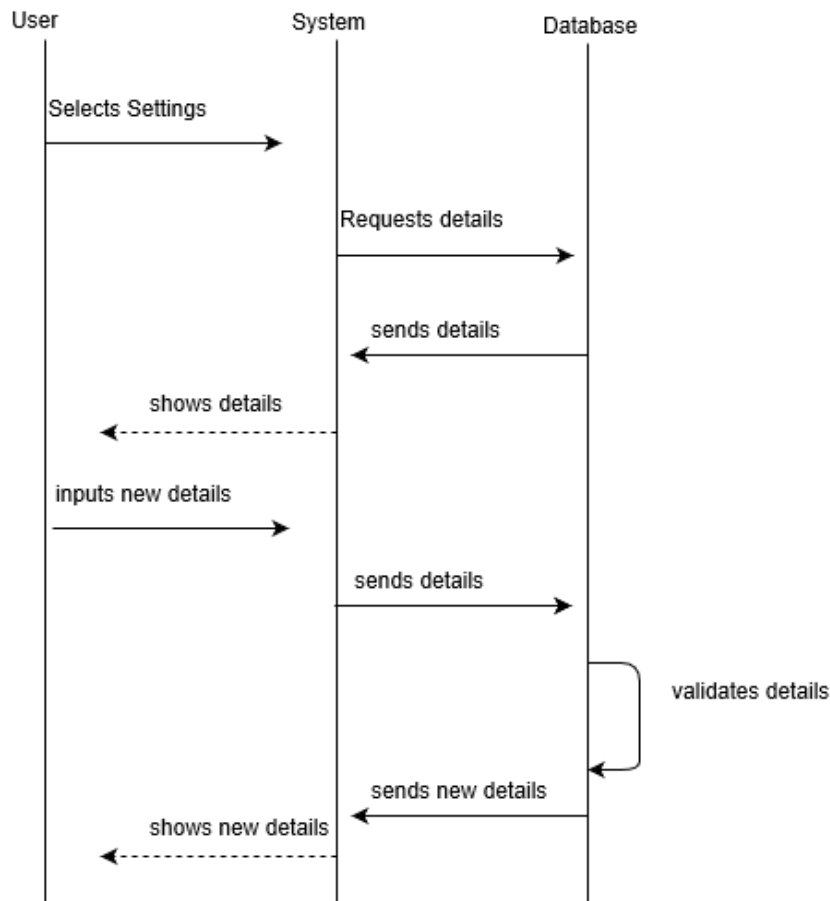 User
System
Database
Selects Settings
Requests details
sends details
shows details
inputs new details
sends details
validates details
sends new details
shows new details